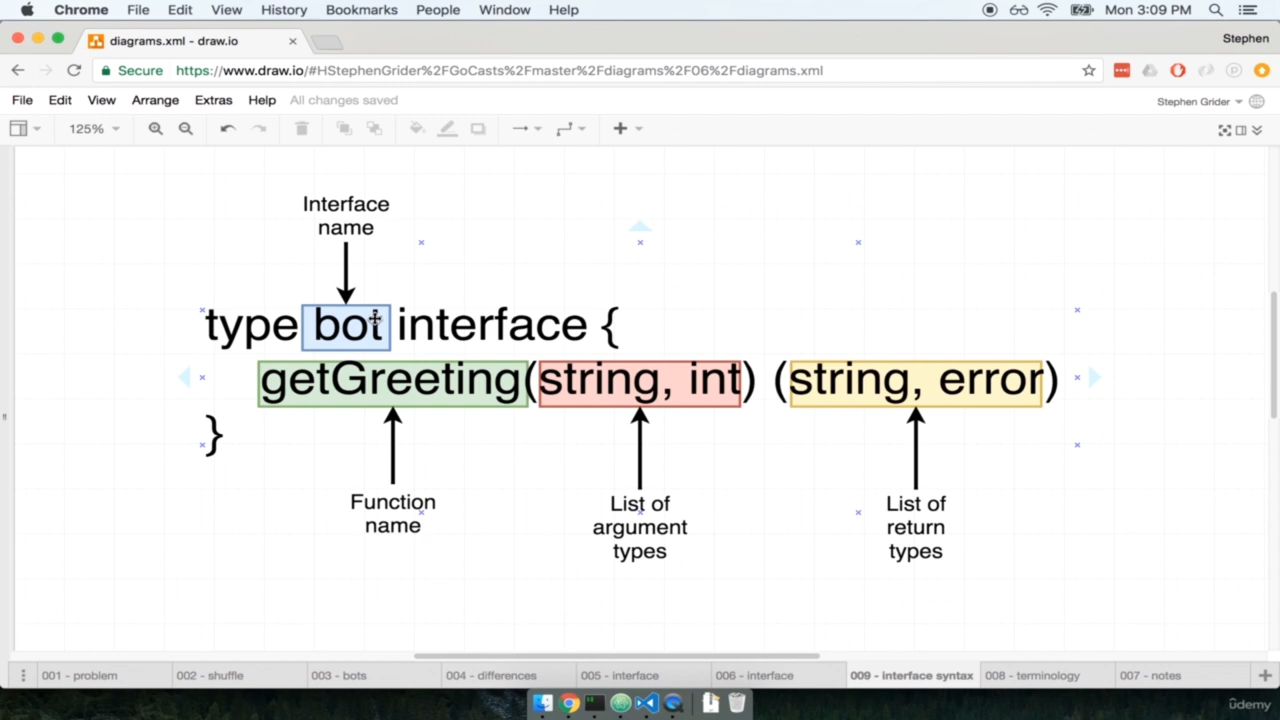 Chrome File Edit View History Bookmarks People Window Help Mon 3:09 PM
diagrams.xml - draw.io Stephen
Secure https://www.draw.io/#HStephenGrider%2FGoCasts%2Fmaster%2Fdiagrams%2F06%2Fdiagrams.xml
File Edit View Arrange Extras Help All changes saved Stephen Grider
125%
Interface
name
type bot interface {
getGreeting(string, int) (string, error)
}
Function
name
List of
argument
types
List of
return
types
001 - problem 002 - shuffle 003 - bots 004 - differences 005 - interface 006 - interface 009 - interface syntax 008 - terminology 007 - notes
ûdemy